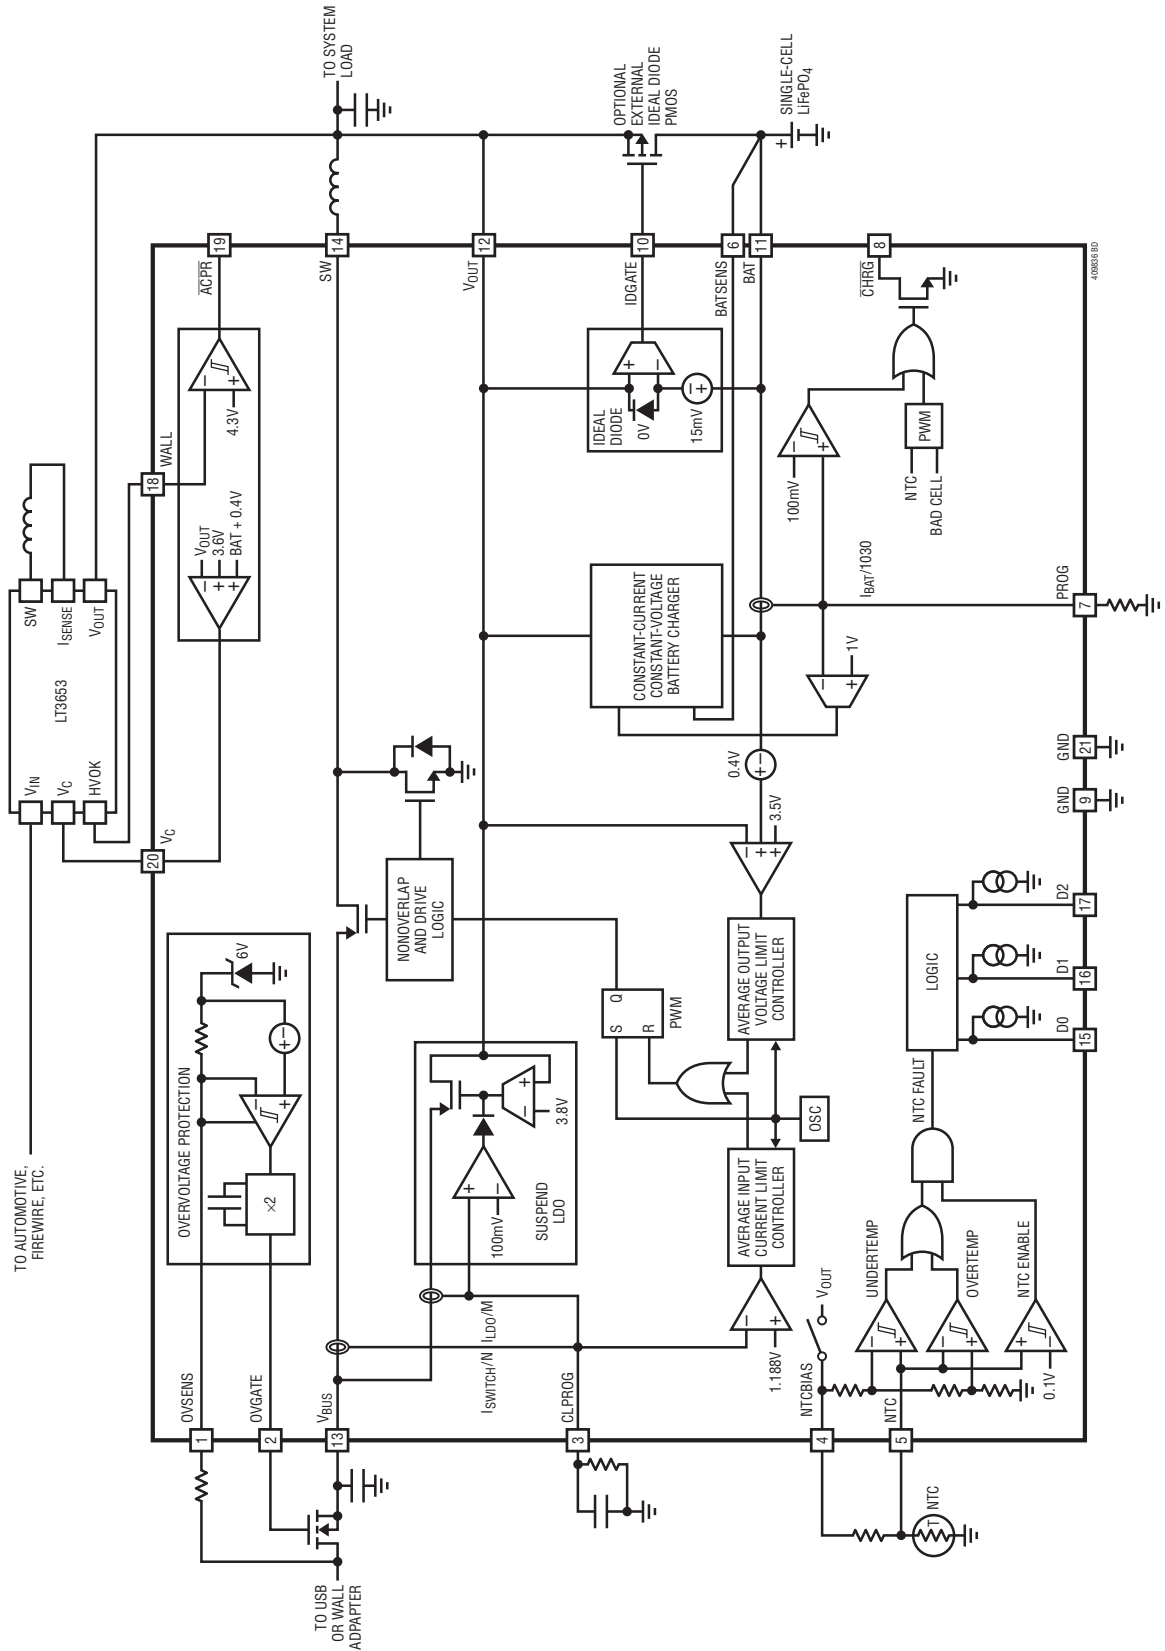 TO AUTOMOTIVE,
FIREWIRE, ETC.
VIN
VC
HVOK
LT3653
SW
ISENSE
VOUT
20
VC
18
WALL
OVERVOLTAGE PROTECTION
×2
−
+
+
−
6V
VOUT
3.6V
BAT + 0.4V
−
+
+
−
+
4.3V
19
ACPR
OVSENS
1
OVGATE
2
TO USB
OR WALL
ADPAPTER
VBUS
13
SW
14
TO SYSTEM
LOAD
NONOVERLAP
AND DRIVE
LOGIC
ISWITCH/N
ILDO/M
100mV
+
−
SUSPEND
LDO
3.8V
−
+
VOUT
12
IDEAL
DIODE
0V
15mV
+
−
−
+
IDGATE
10
OPTIONAL
EXTERNAL
IDEAL DIODE
PMOS
CLPROG
3
S
R
Q
PWM
CONSTANT-CURRENT
CONSTANT-VOLTAGE
BATTERY CHARGER
BATSENS
6
BAT
11
+
SINGLE-CELL
LiFePO4
1.188V
−
+
AVERAGE INPUT
CURRENT LIMIT
CONTROLLER
OSC
AVERAGE OUTPUT
VOLTAGE LIMIT
CONTROLLER
−
+
+
3.5V
0.4V
+
−
−
+
1V
IBAT/1030
100mV
−
+
NTC
BAD CELL
PWM
CHRG
8
NTCBIAS
4
VOUT
NTC
5
T
NTC
−
+
UNDERTEMP
−
+
OVERTEMP
+
−
0.1V
NTC ENABLE
NTC FAULT
LOGIC
D0
15
D1
16
D2
17
GND
9
GND
21
PROG
7
409836 BD